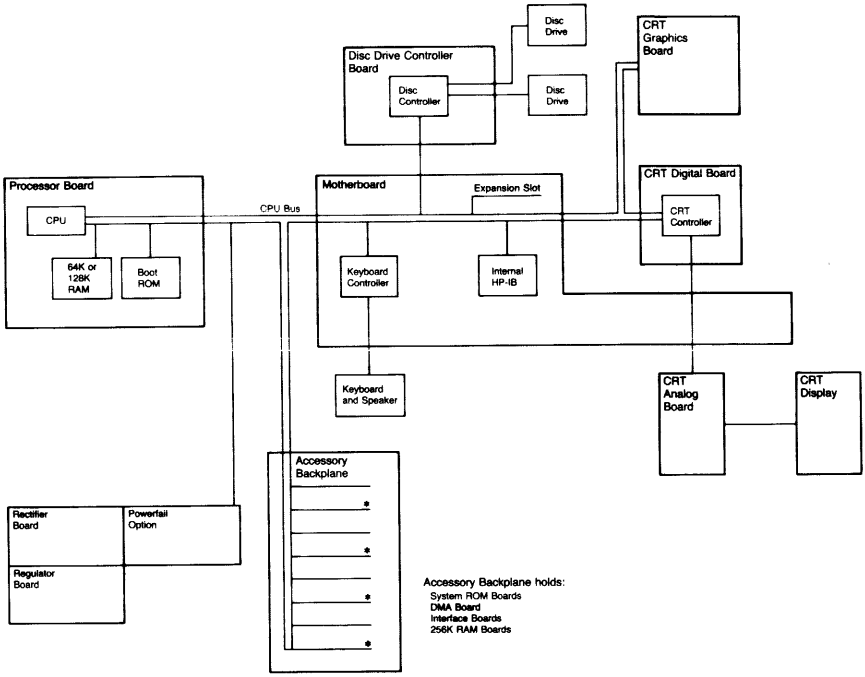 Disc
Drive
CRT
Graphics
Board
Disc Drive Controller
Board
Disc
Controller
Disc
Drive
Processor Board
Motherboard
Expansion Slot
CRT Digital Board
CPU
CPU Bus
CRT
Controller
64K or
128K
RAM
Boot
ROM
Keyboard
Controller
Internal
HP-IB
Keyboard
and Speaker
CRT
Analog
Board
CRT
Display
Accessory
Backplane
*
*
*
*
Rectifier
Board
Powerfail
Option
Regulator
Board
Accessory Backplane holds:
System ROM Boards
DMA Board
Interface Boards
256K RAM Boards